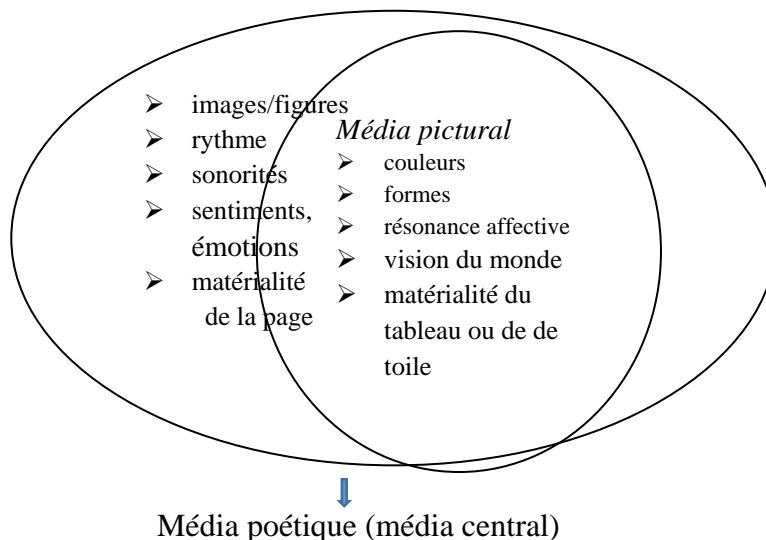 ➢ images/figures
➢ rythme
➢ sonorités
➢ sentiments,
émotions
➢ matérialité
de la page
Média pictural
➢ couleurs
➢ formes
➢ résonance affective
➢ vision du monde
➢ matérialité du
tableau ou de de
toile
Média poétique (média central)